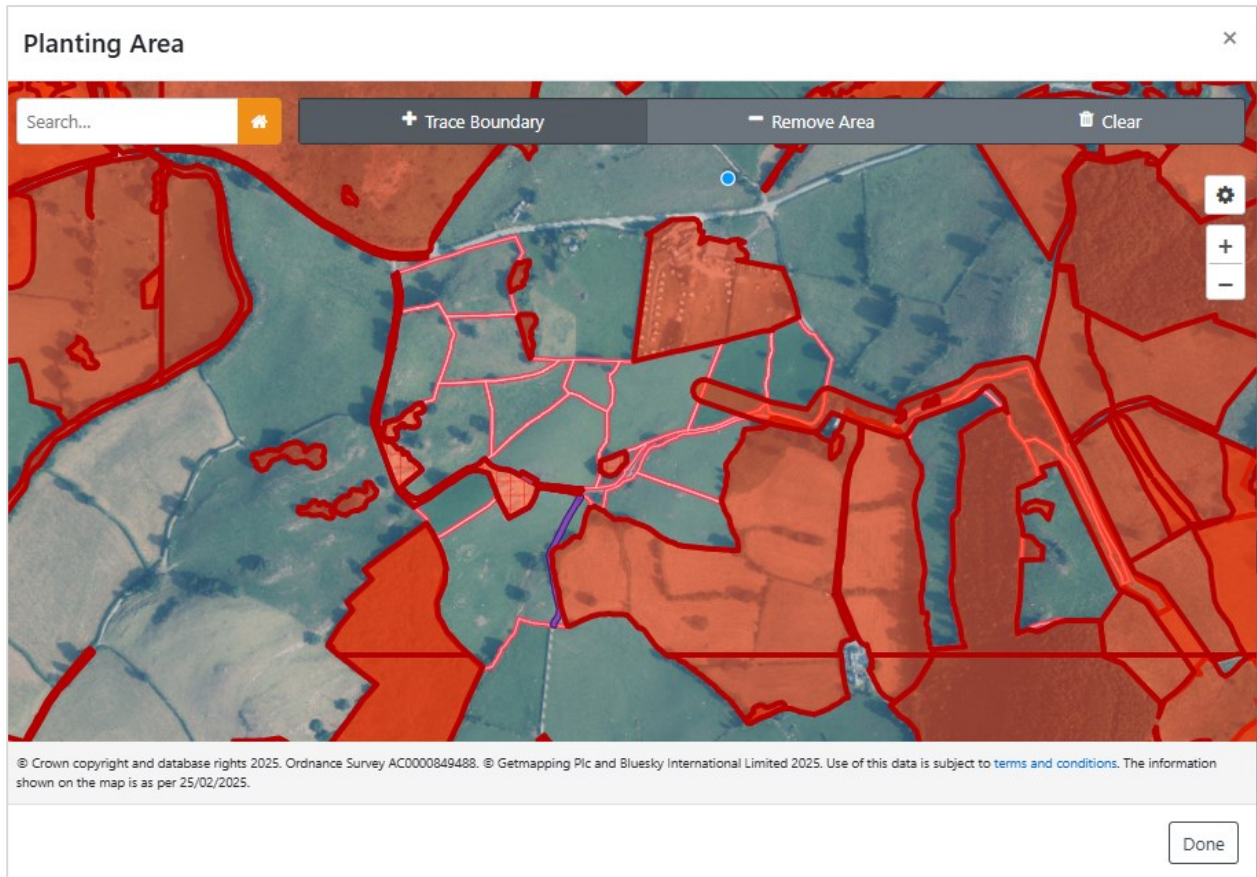 Planting Area
×
Search...
+ Trace Boundary
− Remove Area
Clear
+
−
© Crown copyright and database rights 2025. Ordnance Survey AC0000849488. © Getmapping Plc and Bluesky International Limited 2025. Use of this data is subject to terms and conditions. The information
shown on the map is as per 25/02/2025.
Done